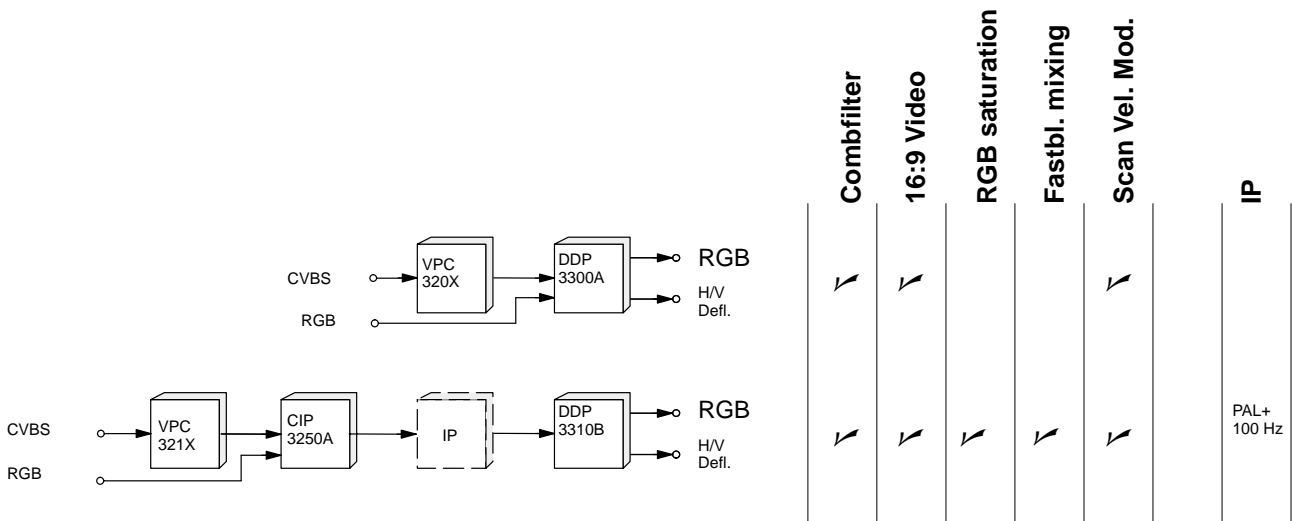 Combfilter
16:9 Video
RGB saturation
Fastbl. mixing
Scan Vel. Mod.
IP
CVBS
RGB
VPC
320X
DDP
3300A
RGB
H/V
Defl.
CVBS
RGB
VPC
321X
CIP
3250A
IP
DDP
3310B
RGB
H/V
Defl.
PAL+
100 Hz